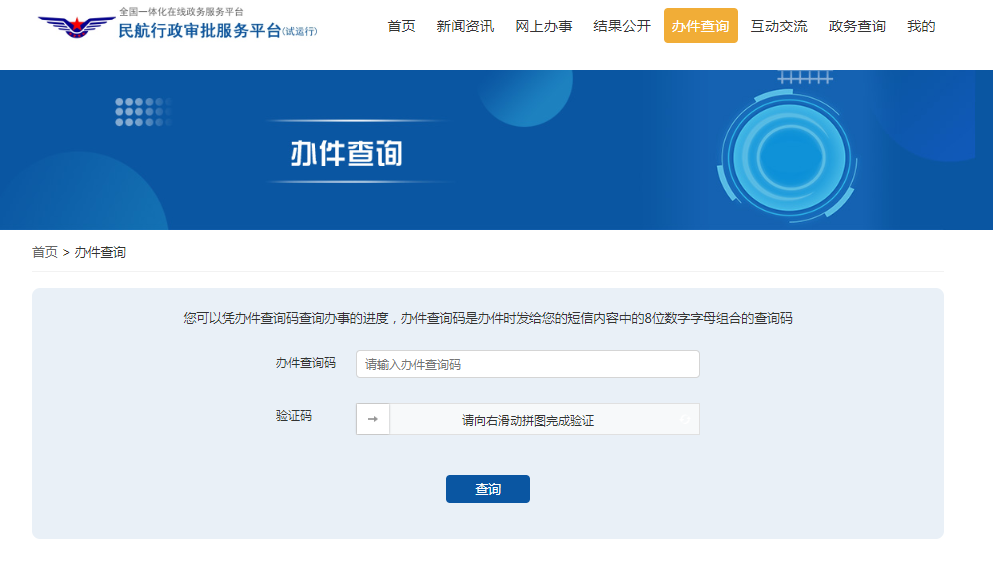 全国一体化在线政务服务平台
民航行政审批服务平台(试运行)
首页 新闻资讯 网上办事 结果公开 办件查询 互动交流 政务查询 我的
办件查询
首页 > 办件查询
您可以凭办件查询码查询办事的进度，办件查询码是办件时发给您的短信内容中的8位数字字母组合的查询码
办件查询码 请输入办件查询码
验证码 → 请向右滑动拼图完成验证
查询